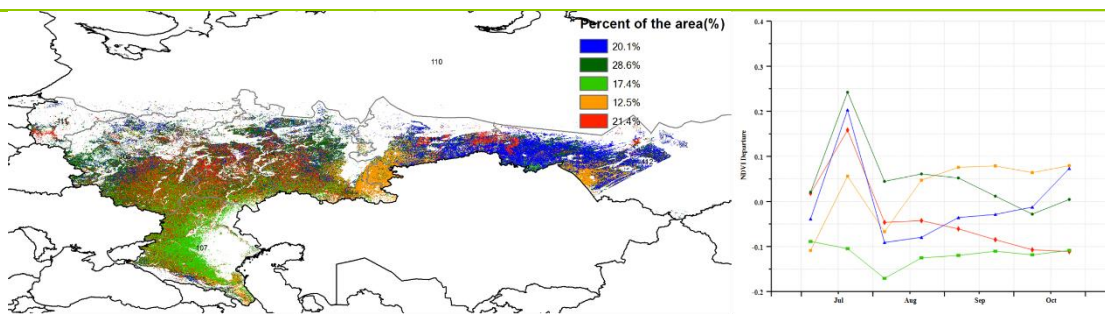 Percent of the area(%)
20.1%
28.6%
17.4%
12.5%
21.4%
110
107
112
NDVI Departure
0.4
0.3
0.2
0.1
0.0
-0.1
-0.2
Jul
Aug
Sep
Oct